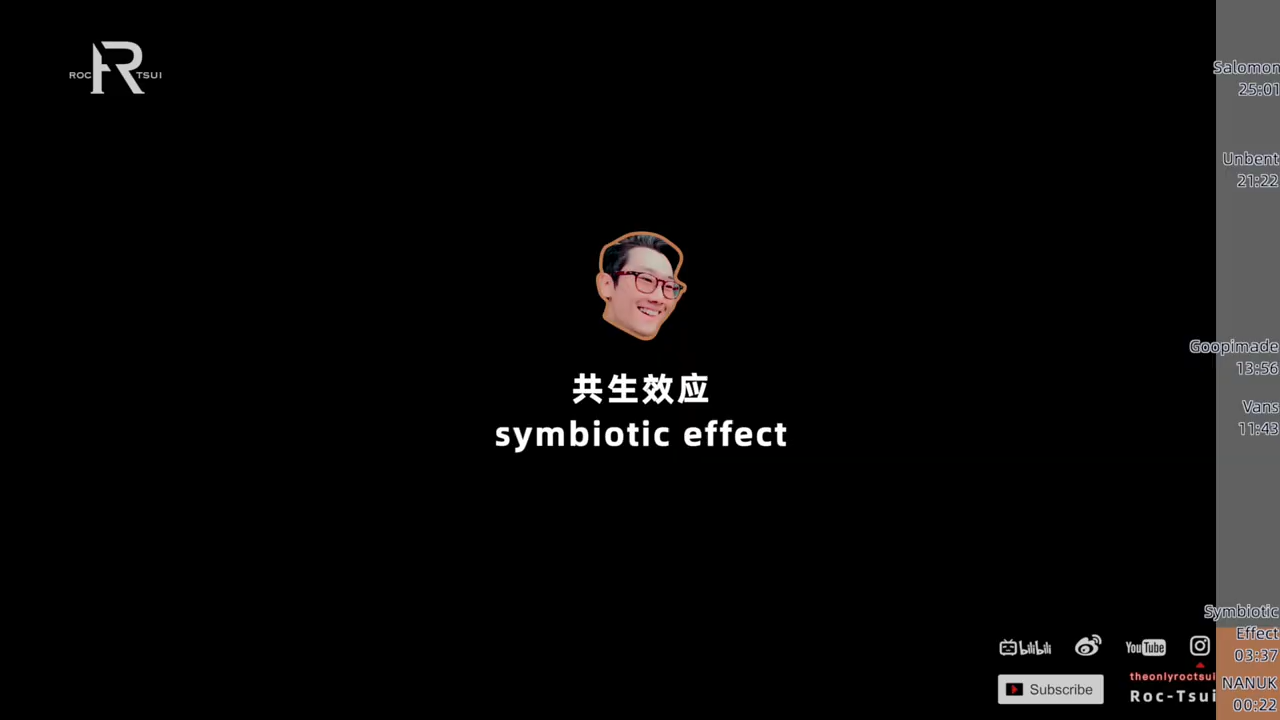 ROC R TSUI
Salomon
25:01
Unbent
21:22
Goopimade
13:56
共生效应
symbiotic effect
Vans
11:43
Symbiotic
Effect
03:37
bilibili
YouTube
theonlyroctsui
Subscribe
Roc-Tsui
NANUK
00:22